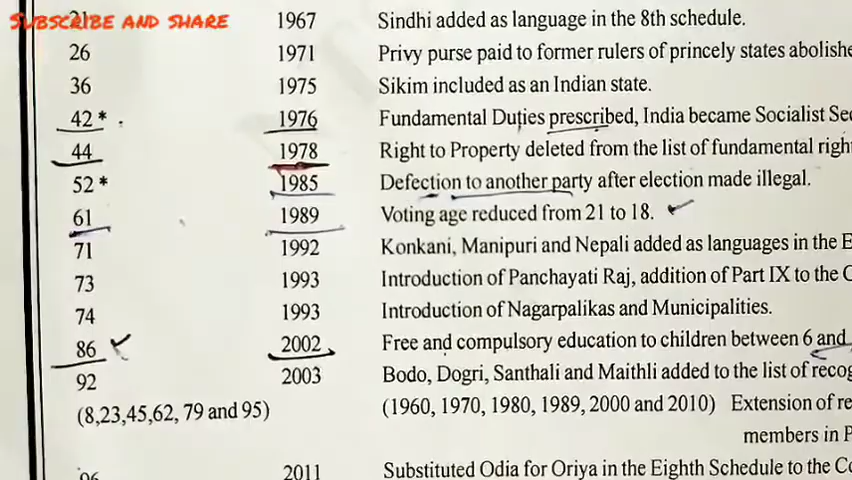 SUBSCRIBE AND SHARE
21 1967 Sindhi added as language in the 8th schedule.
26 1971 Privy purse paid to former rulers of princely states abolishe
36 1975 Sikim included as an Indian state.
42 * . 1976 Fundamental Duties prescribed, India became Socialist Sec
44 1978 Right to Property deleted from the list of fundamental righ
52 * 1985 Defection to another party after election made illegal.
61 1989 Voting age reduced from 21 to 18.
71 1992 Konkani, Manipuri and Nepali added as languages in the E
73 1993 Introduction of Panchayati Raj, addition of Part IX to the C
74 1993 Introduction of Nagarpalikas and Municipalities.
86 2002 Free and compulsory education to children between 6 and
92 2003 Bodo, Dogri, Santhali and Maithli added to the list of recog
(8,23,45,62, 79 and 95) (1960, 1970, 1980, 1989, 2000 and 2010) Extension of re
members in P
96 2011 Substituted Odia for Oriya in the Eighth Schedule to the Co